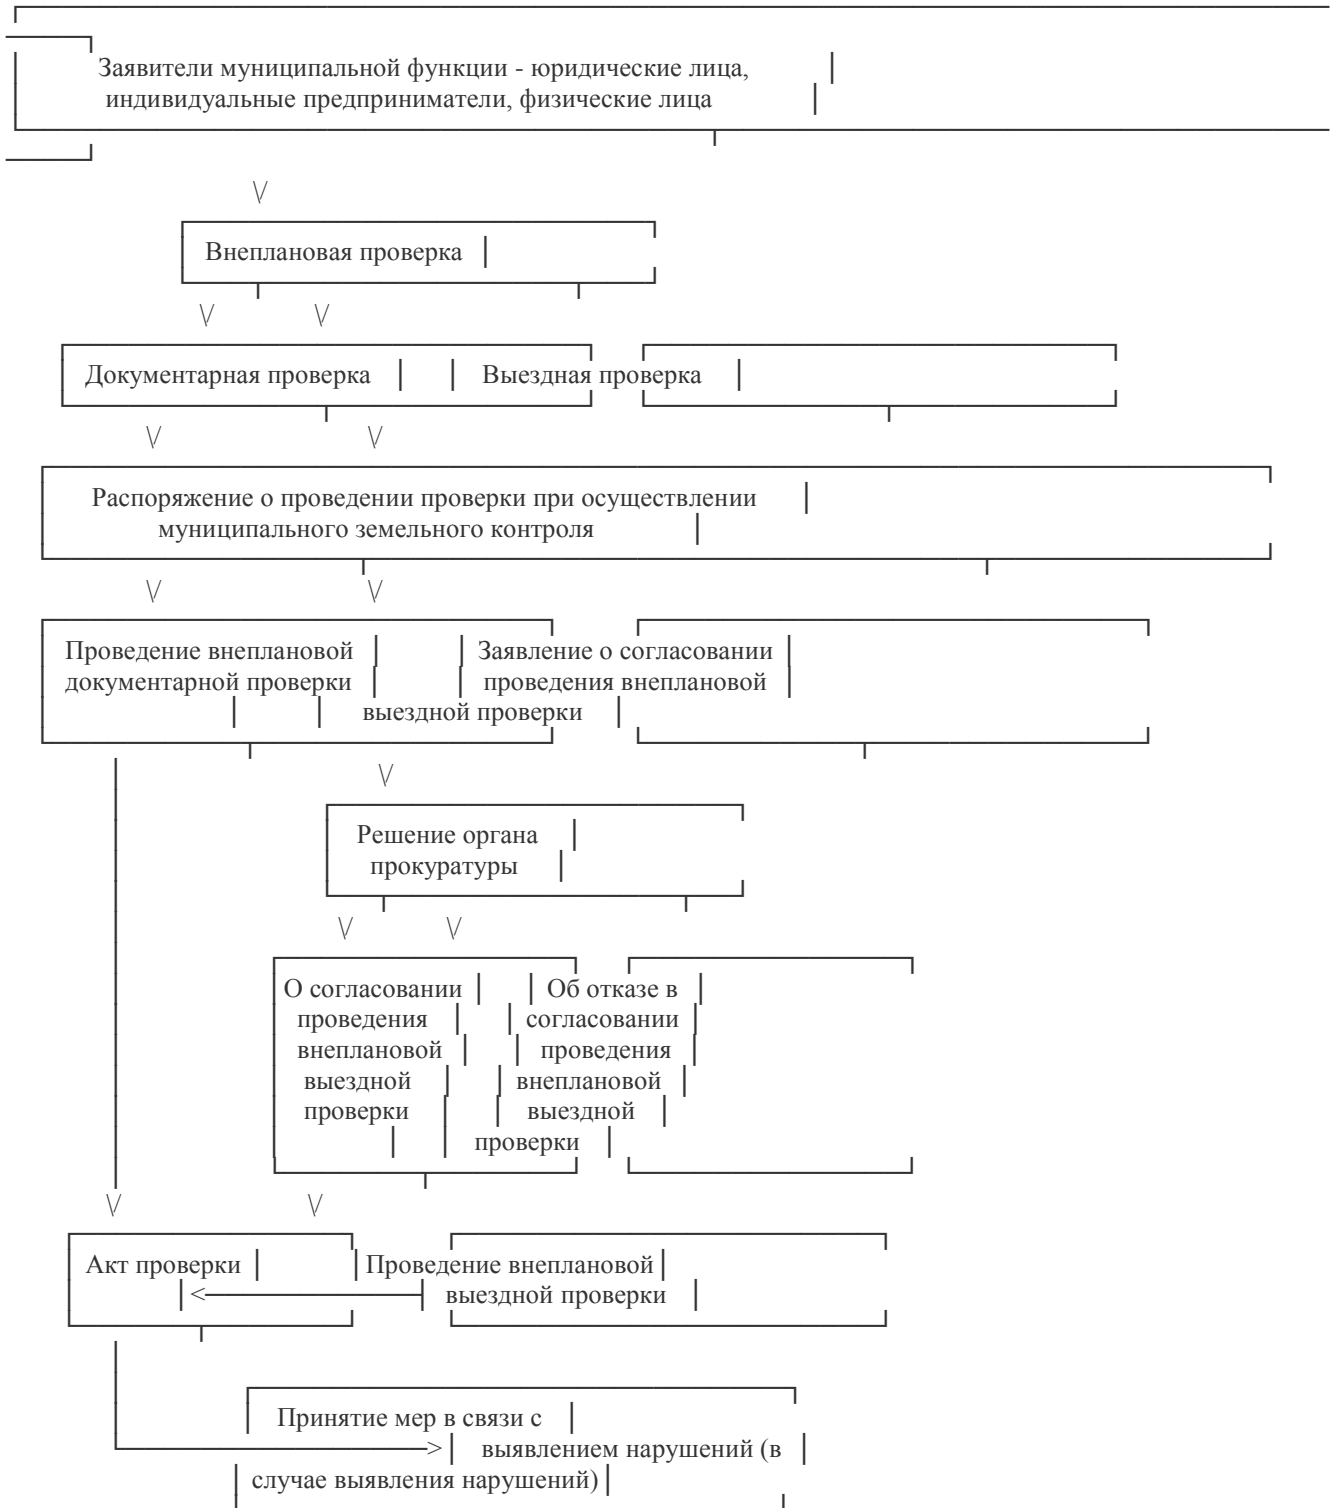 Заявители муниципальной функции - юридические лица,
индивидуальные предприниматели, физические лица
Внеплановая проверка
Документарная проверка Выездная проверка
Распоряжение о проведении проверки при осуществлении
муниципального земельного контроля
Проведение внеплановой Заявление о согласовании
документарной проверки проведения внеплановой
выездной проверки
Решение органа
прокуратуры
О согласовании Об отказе в
проведения согласовании
внеплановой проведения
выездной внеплановой
проверки выездной
проверки
Акт проверки Проведение внеплановой
выездной проверки
Принятие мер в связи с
выявлением нарушений (в
случае выявления нарушений)